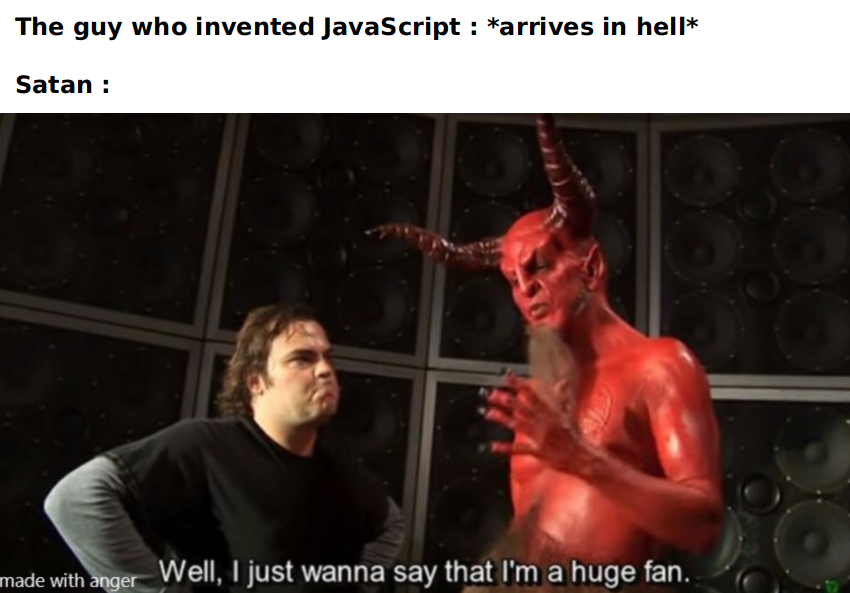 The guy who invented JavaScript : *arrives in hell*
Satan :
Well, I just wanna say that I'm a huge fan.
made with anger